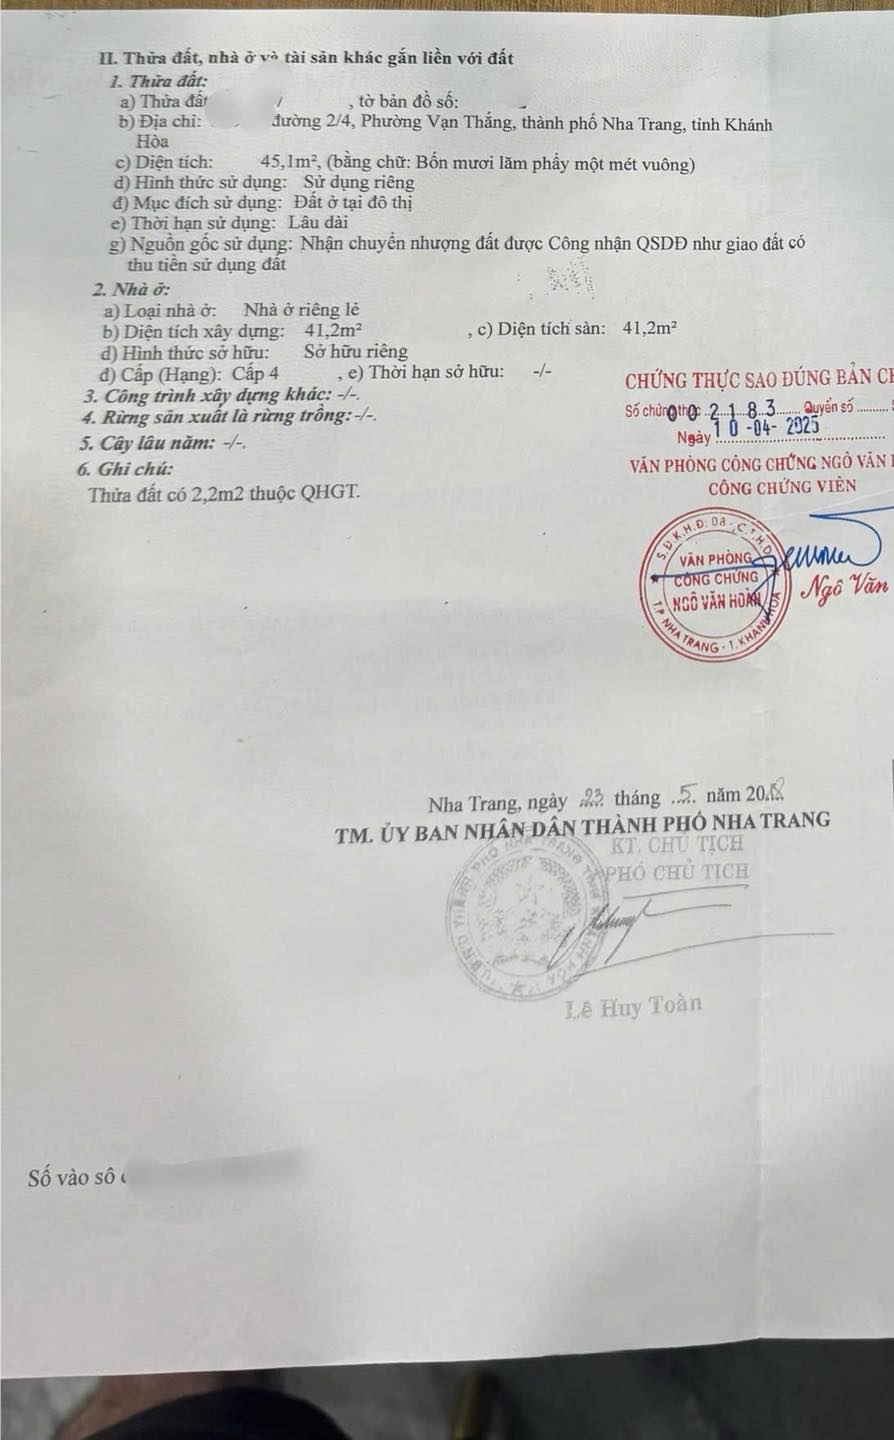 II. Thửa đất, nhà ở và tài sản khác gắn liền với đất
1. Thửa đất:
a) Thửa đất , tờ bản đồ số:
b) Địa chỉ: đường 2/4, Phường Vạn Thắng, thành phố Nha Trang, tỉnh Khánh
Hòa
c) Diện tích: 45,1m², (bằng chữ: Bốn mươi lăm phẩy một mét vuông)
d) Hình thức sử dụng: Sử dụng riêng
đ) Mục đích sử dụng: Đất ở tại đô thị
e) Thời hạn sử dụng: Lâu dài
g) Nguồn gốc sử dụng: Nhận chuyển nhượng đất được Công nhận QSDĐ như giao đất có
thu tiền sử dụng đất
2. Nhà ở:
a) Loại nhà ở: Nhà ở riêng lẻ
b) Diện tích xây dựng: 41,2m² , c) Diện tích sàn: 41,2m²
d) Hình thức sở hữu: Sở hữu riêng
đ) Cấp (Hạng): Cấp 4 , e) Thời hạn sở hữu: -/-
3. Công trình xây dựng khác: -/-.
4. Rừng sản xuất là rừng trồng: -/-.
5. Cây lâu năm: -/-.
6. Ghi chú:
Thửa đất có 2,2m2 thuộc QHGT.
CHỨNG THỰC SAO ĐÚNG BẢN
Số chứng thực 002183 Quyển số
Ngày 10-04-2025
VĂN PHÒNG CÔNG CHỨNG NGÔ VĂN
CÔNG CHỨNG VIÊN
S.Đ.K.H.Đ: 08 - C.T.H.D
VĂN PHÒNG
CÔNG CHỨNG
NGÔ VĂN HOÀN
T.P NHA TRANG - T. KHÁNH HÒA
Ngô Văn
Nha Trang, ngày 23 tháng 5 năm 2018
TM. ỦY BAN NHÂN DÂN THÀNH PHỐ NHA TRANG
KT. CHỦ TỊCH
PHÓ CHỦ TỊCH
Lê Huy Toàn
Số vào sổ